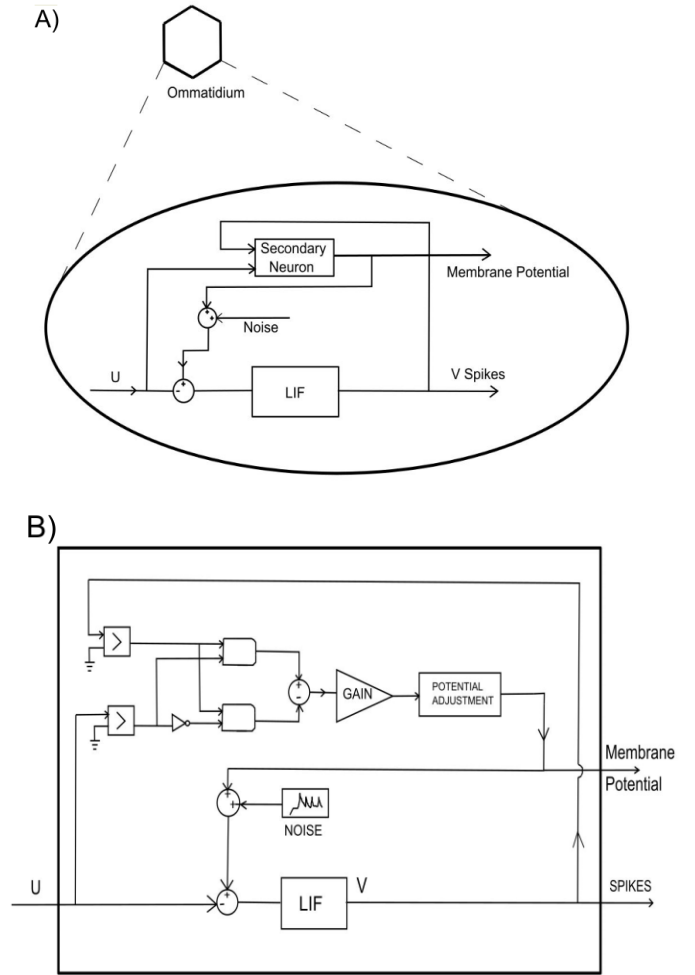 A)
Ommatidium
Secondary
Neuron
Membrane Potential
+
+
Noise
U
+
-
LIF
V Spikes
B)
>
+
-
GAIN
POTENTIAL
ADJUSTMENT
>
Membrane
Potential
+
+
NOISE
U
+
-
LIF
V
SPIKES